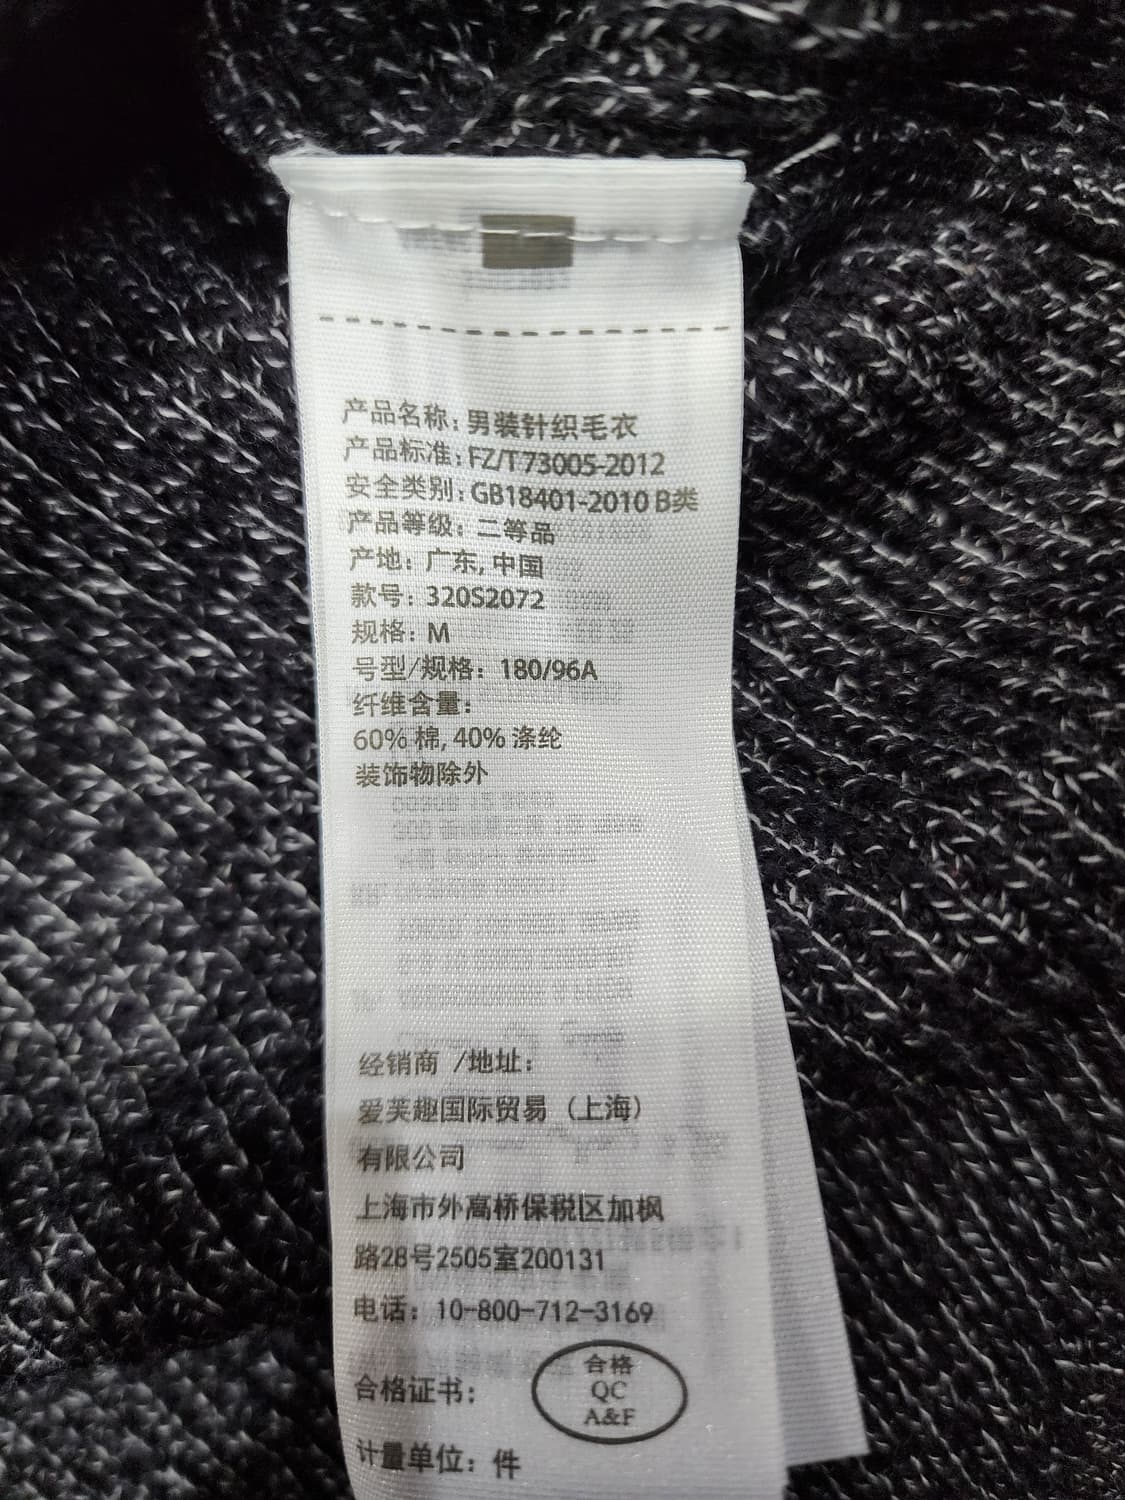 产品名称: 男装针织毛衣
产品标准: FZ/T 73005-2012
安全类别: GB18401-2010 B类
产品等级: 二等品
产地: 广东, 中国
款号: 320S2072
规格: M
号型/规格: 180/96A
纤维含量:
60% 棉, 40% 涤纶
装饰物除外
经销商 /地址:
爱芙趣国际贸易 (上海)
有限公司
上海市外高桥保税区加枫
路28号2505室200131
电话: 10-800-712-3169
合格
QC
A&F
合格证书:
计量单位: 件